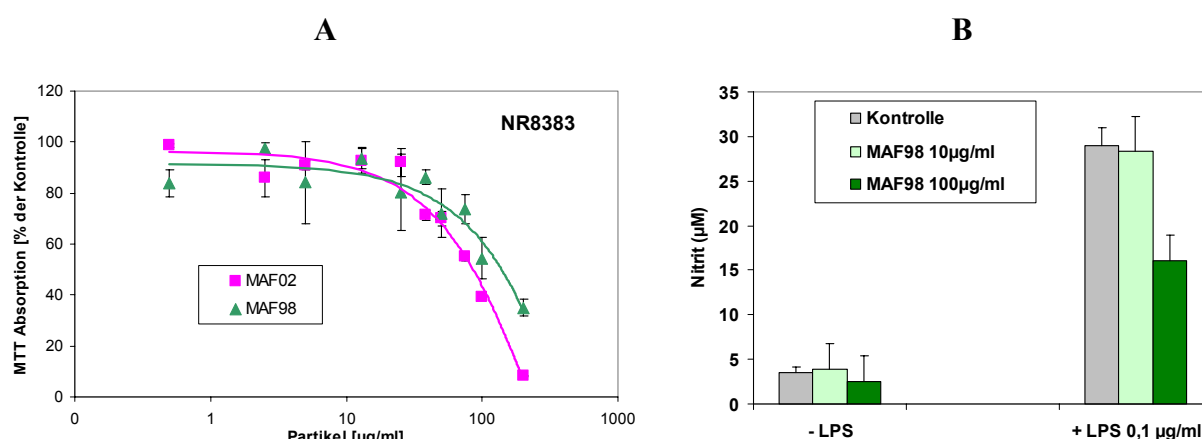 A
B
120
100
80
60
40
20
0
MTT Absorption [% der Kontrolle]
NR8383
MAF02
MAF98
0
1
10
100
1000
Partikel [µg/ml]
35
30
25
20
15
10
5
0
Nitrit (µM)
Kontrolle
MAF98 10µg/ml
MAF98 100µg/ml
- LPS
+ LPS 0,1 µg/ml